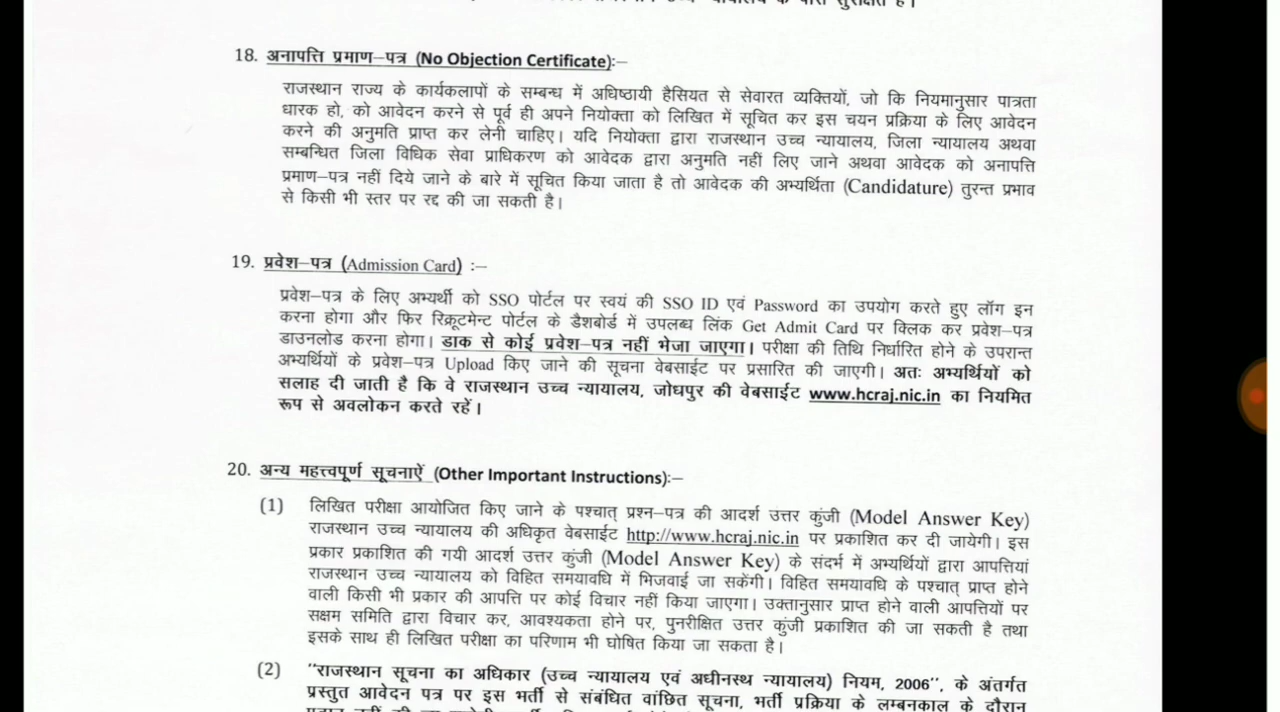 18. अनापत्ति प्रमाण–पत्र (No Objection Certificate):–
राजस्थान राज्य के कार्यकलापों के सम्बन्ध में अधिष्ठायी हैसियत से सेवारत व्यक्तियों, जो कि नियमानुसार पात्रता
धारक हो, को आवेदन करने से पूर्व ही अपने नियोक्ता को लिखित में सूचित कर इस चयन प्रक्रिया के लिए आवेदन
करने की अनुमति प्राप्त कर लेनी चाहिए। यदि नियोक्ता द्वारा राजस्थान उच्च न्यायालय, जिला न्यायालय अथवा
सम्बन्धित जिला विधिक सेवा प्राधिकरण को आवेदक द्वारा अनुमति नहीं लिए जाने अथवा आवेदक को अनापत्ति
प्रमाण–पत्र नहीं दिये जाने के बारे में सूचित किया जाता है तो आवेदक की अभ्यर्थिता (Candidature) तुरन्त प्रभाव
से किसी भी स्तर पर रद्द की जा सकती है।
19. प्रवेश–पत्र (Admission Card) :–
प्रवेश–पत्र के लिए अभ्यर्थी को SSO पोर्टल पर स्वयं की SSO ID एवं Password का उपयोग करते हुए लॉग इन
करना होगा और फिर रिक्रूटमेन्ट पोर्टल के डैशबोर्ड में उपलब्ध लिंक Get Admit Card पर क्लिक कर प्रवेश–पत्र
डाउनलोड करना होगा। डाक से कोई प्रवेश–पत्र नहीं भेजा जाएगा। परीक्षा की तिथि निर्धारित होने के उपरान्त
अभ्यर्थियों के प्रवेश–पत्र Upload किए जाने की सूचना वेबसाईट पर प्रसारित की जाएगी। अतः अभ्यर्थियों को
सलाह दी जाती है कि वे राजस्थान उच्च न्यायालय, जोधपुर की वेबसाईट www.hcraj.nic.in का नियमित
रूप से अवलोकन करते रहें।
20. अन्य महत्त्वपूर्ण सूचनाऐं (Other Important Instructions):–
(1) लिखित परीक्षा आयोजित किए जाने के पश्चात् प्रश्न–पत्र की आदर्श उत्तर कुंजी (Model Answer Key)
राजस्थान उच्च न्यायालय की अधिकृत वेबसाईट http://www.hcraj.nic.in पर प्रकाशित कर दी जायेगी। इस
प्रकार प्रकाशित की गयी आदर्श उत्तर कुंजी (Model Answer Key) के संदर्भ में अभ्यर्थियों द्वारा आपत्तियां
राजस्थान उच्च न्यायालय को विहित समयावधि में भिजवाई जा सकेंगी। विहित समयावधि के पश्चात् प्राप्त होने
वाली किसी भी प्रकार की आपत्ति पर कोई विचार नहीं किया जाएगा। उक्तानुसार प्राप्त होने वाली आपत्तियों पर
सक्षम समिति द्वारा विचार कर, आवश्यकता होने पर, पुनरीक्षित उत्तर कुंजी प्रकाशित की जा सकती है तथा
इसके साथ ही लिखित परीक्षा का परिणाम भी घोषित किया जा सकता है।
(2) "राजस्थान सूचना का अधिकार (उच्च न्यायालय एवं अधीनस्थ न्यायालय) नियम, 2006", के अंतर्गत
प्रस्तुत आवेदन पत्र पर इस भर्ती से संबंधित वांछित सूचना, भर्ती प्रक्रिया के लम्बनकाल के दौरान